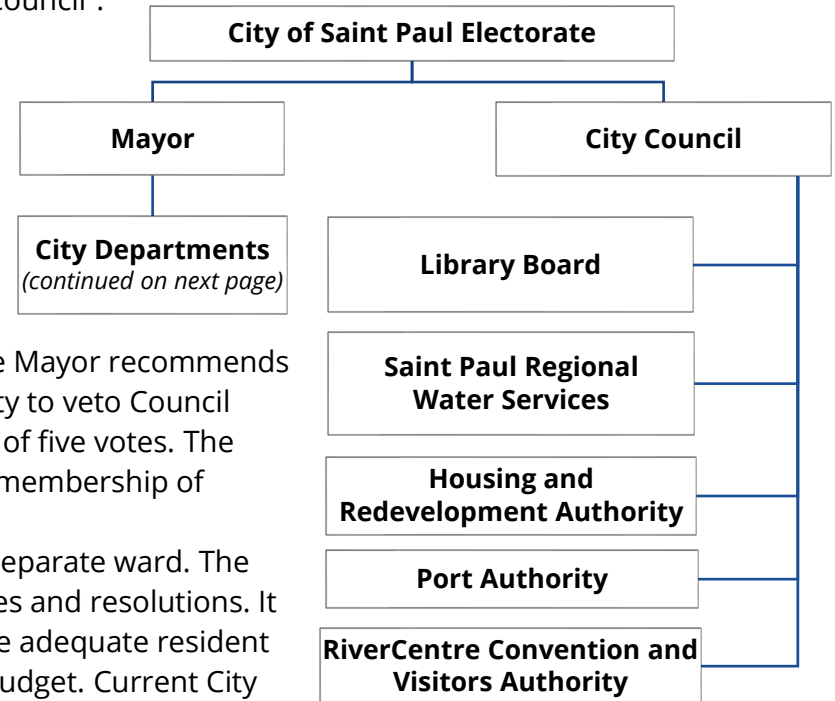 ouncil".
City of Saint Paul Electorate
Mayor
City Council
City Departments
(continued on next page)
Library Board
Saint Paul Regional
Water Services
Housing and
Redevelopment Authority
Port Authority
RiverCentre Convention and
Visitors Authority
e Mayor recommends
ty to veto Council
of five votes. The
membership of
eparate ward. The
es and resolutions. It
e adequate resident
udget. Current City